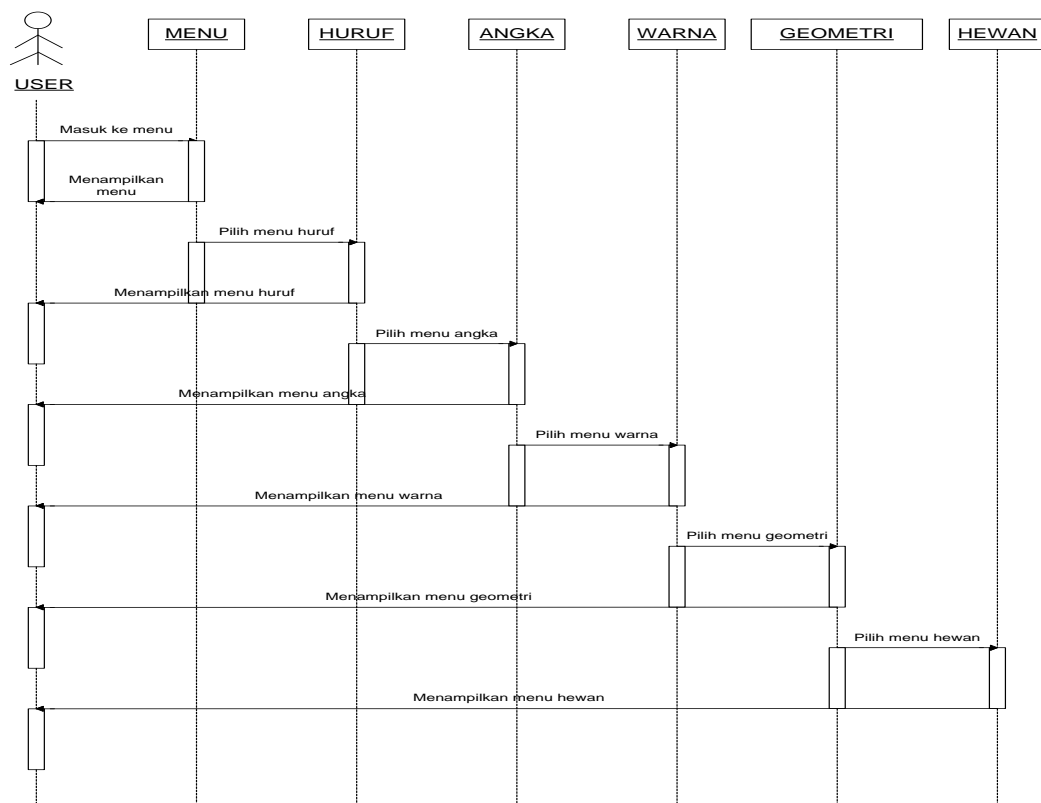 MENU
HURUF
ANGKA
WARNA
GEOMETRI
HEWAN
USER
Masuk ke menu
Menampilkan
menu
Pilih menu huruf
Menampilkan menu huruf
Pilih menu angka
Menampilkan menu angka
Pilih menu warna
Menampilkan menu warna
Pilih menu geometri
Menampilkan menu geometri
Pilih menu hewan
Menampilkan menu hewan